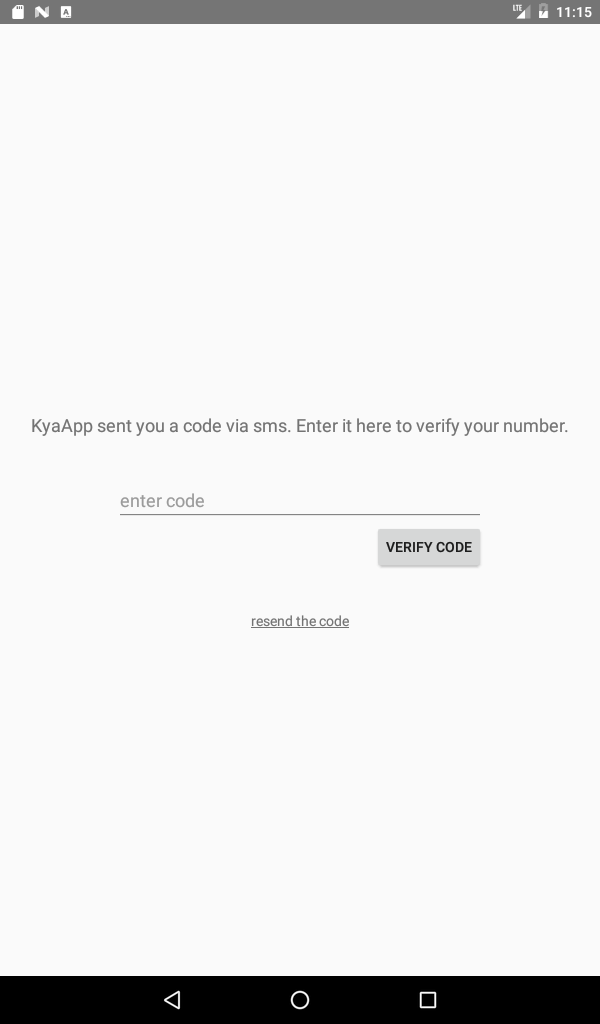 LTE 11:15
KyaApp sent you a code via sms. Enter it here to verify your number.
enter code
VERIFY CODE
resend the code